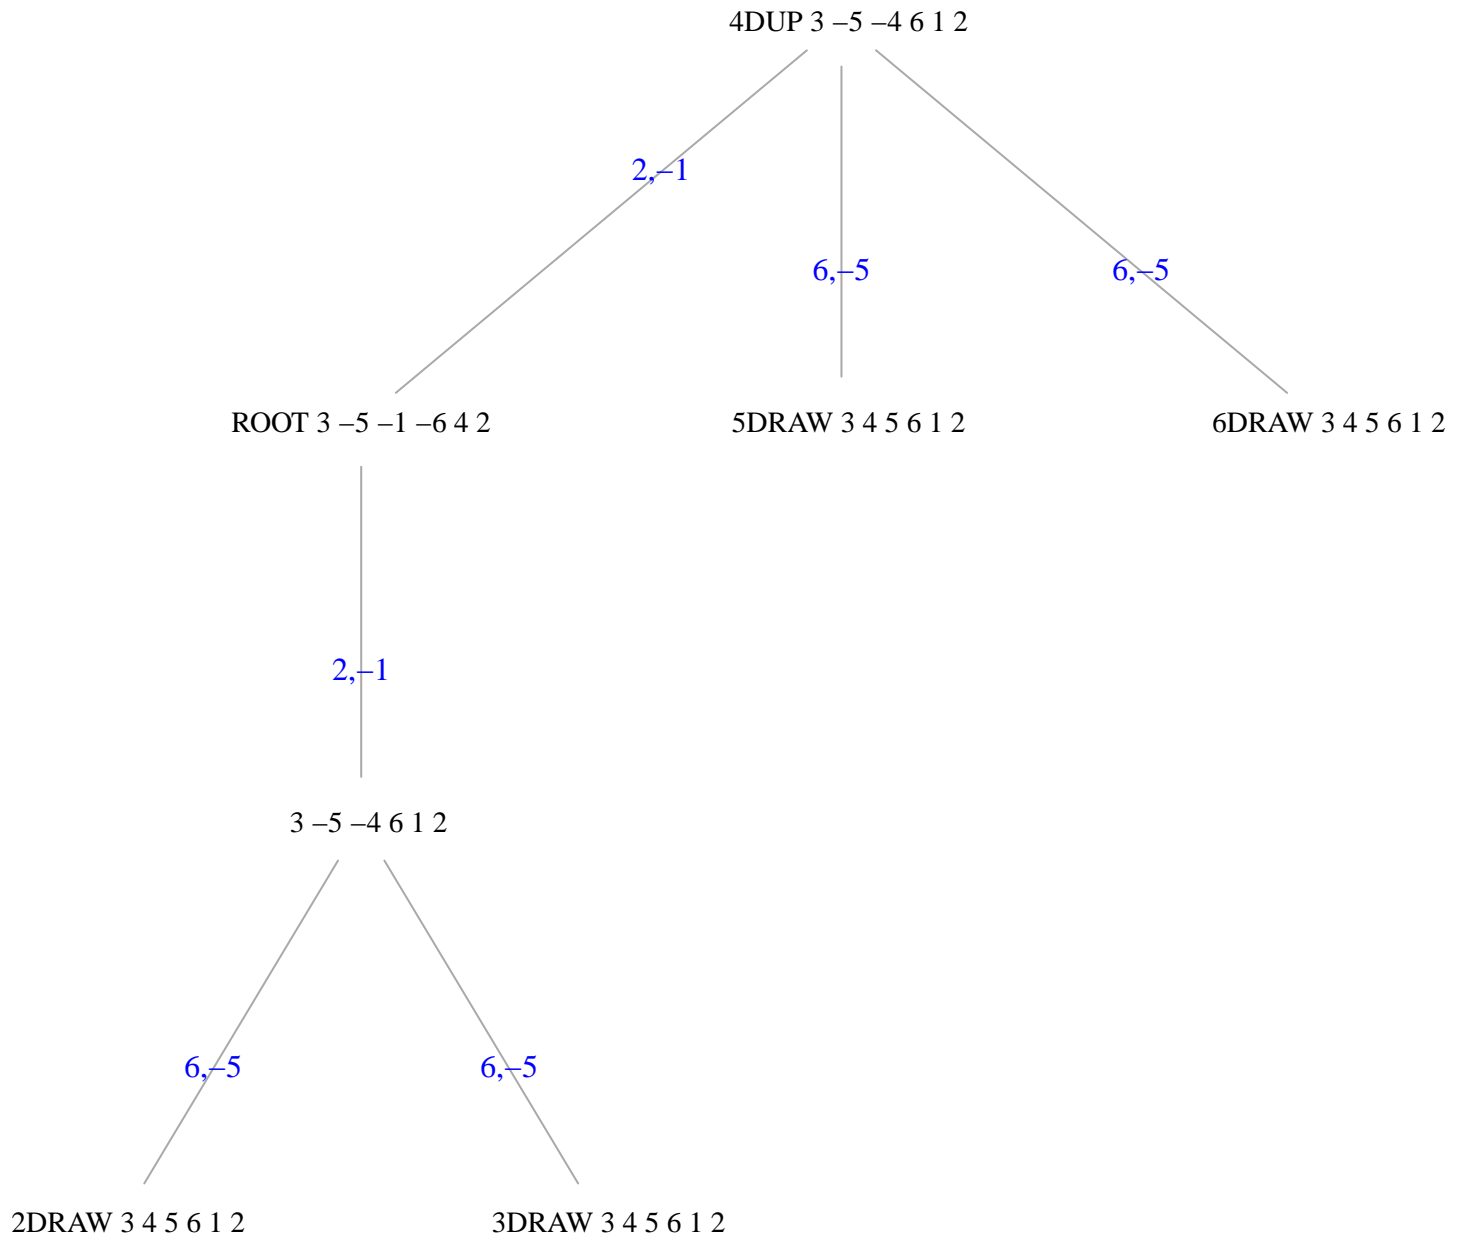 4DUP 3 –5 –4 6 1 2
2,–1
6,–5
6,–5
ROOT 3 –5 –1 –6 4 2
5DRAW 3 4 5 6 1 2
6DRAW 3 4 5 6 1 2
2,–1
3 –5 –4 6 1 2
6,–5
6,–5
2DRAW 3 4 5 6 1 2
3DRAW 3 4 5 6 1 2